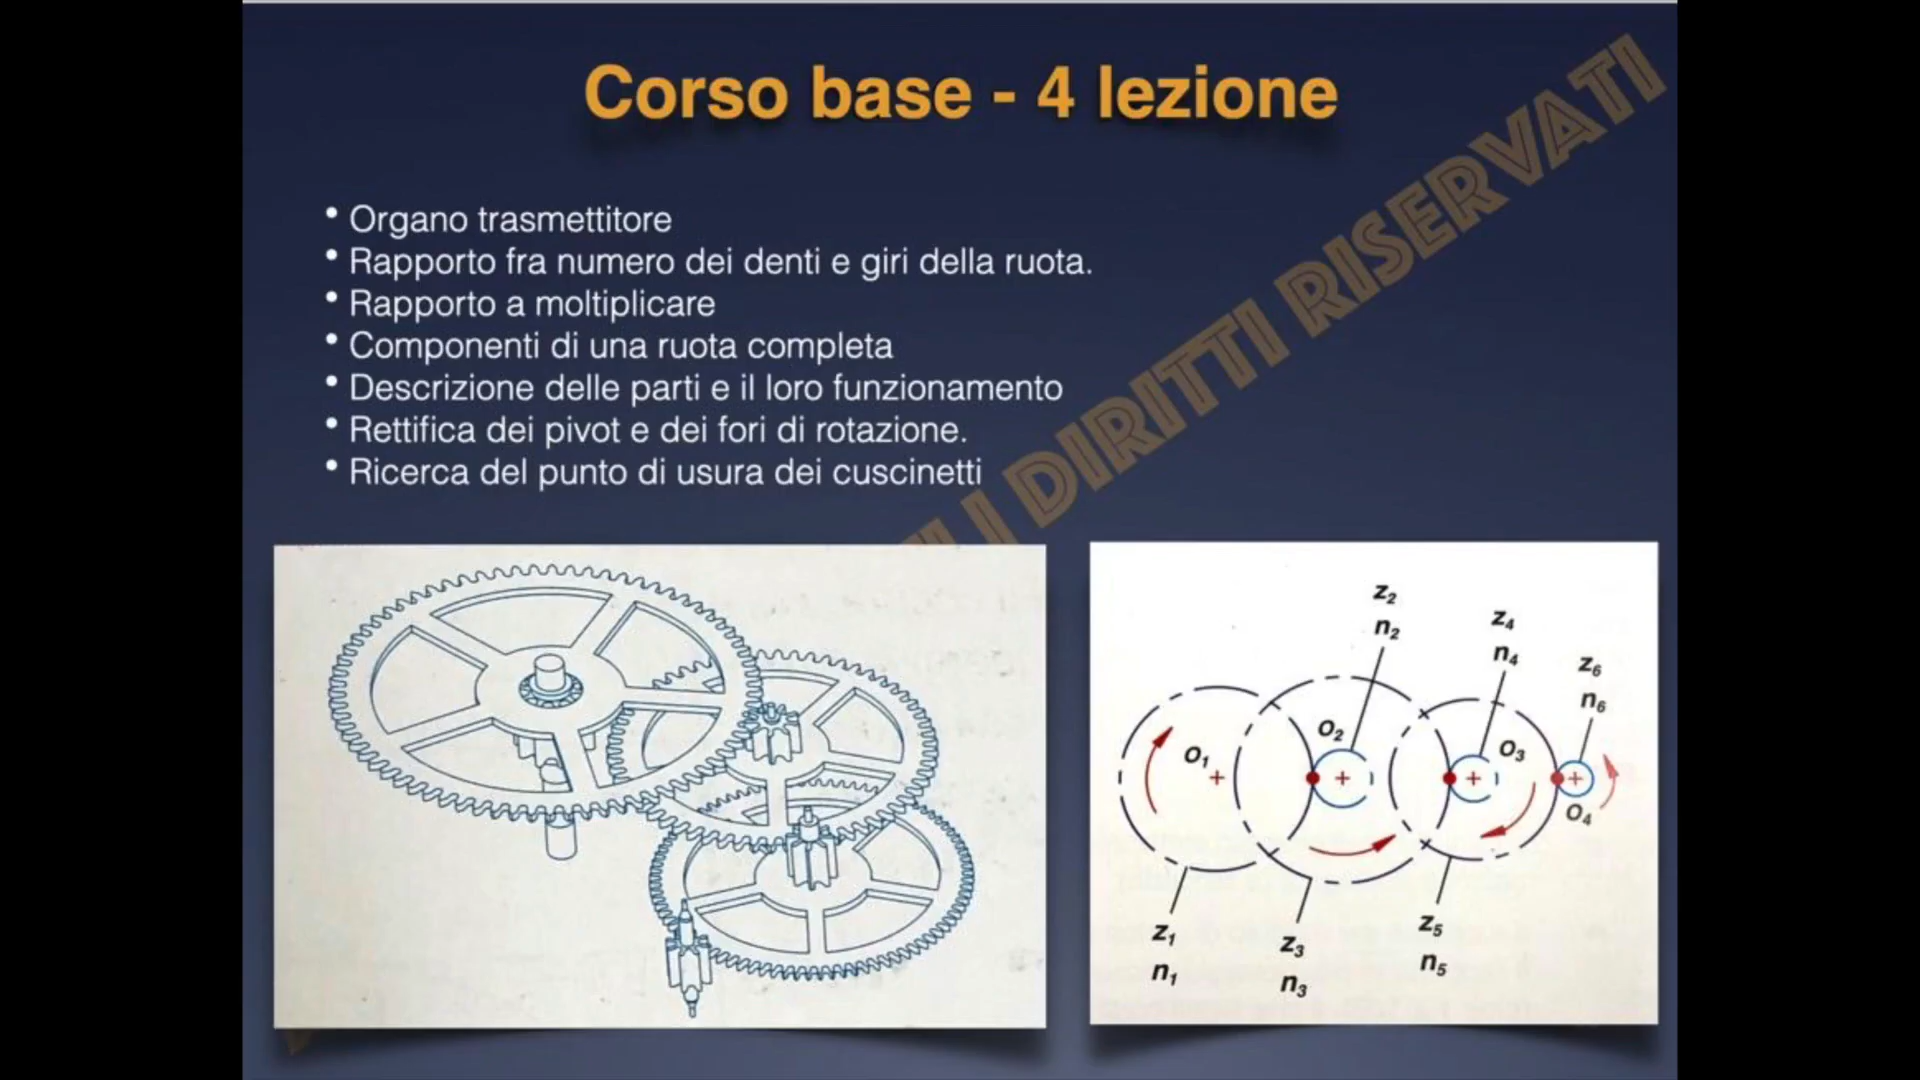 Corso base - 4 lezione
• Organo trasmettitore
• Rapporto fra numero dei denti e giri della ruota.
• Rapporto a moltiplicare
• Componenti di una ruota completa
• Descrizione delle parti e il loro funzionamento
• Rettifica dei pivot e dei fori di rotazione.
• Ricerca del punto di usura dei cuscinetti
LI DIRITTI RISERVATI
z₂
n₂
z₄
n₄
z₆
n₆
O₁
O₂
O₃
O₄
z₁
n₁
z₃
n₃
z₅
n₅